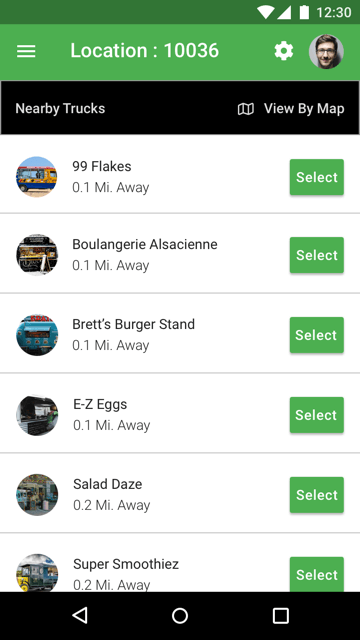 12:30
Location : 10036
Nearby Trucks
View By Map
99 Flakes
0.1 Mi. Away
Select
Boulangerie Alsacienne
0.1 Mi. Away
Select
Brett’s Burger Stand
0.1 Mi. Away
Select
E-Z Eggs
0.1 Mi. Away
Select
Salad Daze
0.2 Mi. Away
Select
Super Smoothiez
0.2 Mi. Away
Select